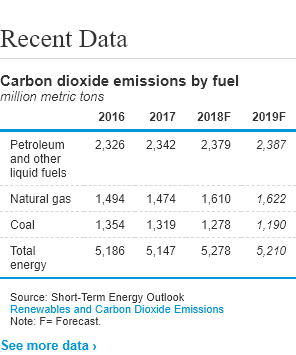 Recent Data
Carbon dioxide emissions by fuel
million metric tons
2016 2017 2018F 2019F
Petroleum 2,326 2,342 2,379 2,387
and other
liquid fuels
Natural gas 1,494 1,474 1,610 1,622
Coal 1,354 1,319 1,278 1,190
Total 5,186 5,147 5,278 5,210
energy
Source: Short-Term Energy Outlook
Renewables and Carbon Dioxide Emissions
Note: F= Forecast.
See more data ›